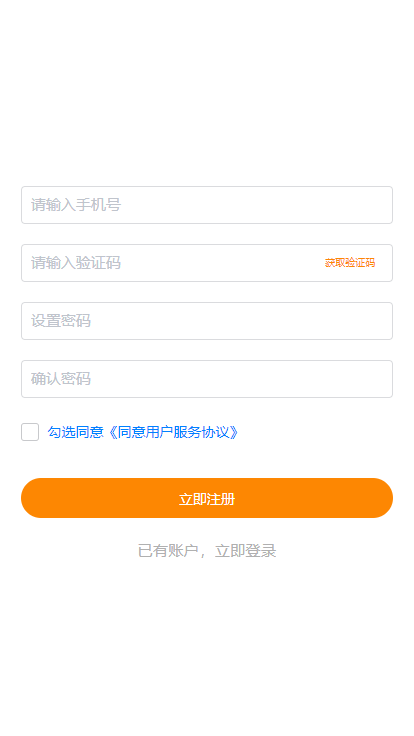 请输入手机号
请输入验证码 获取验证码
设置密码
确认密码
勾选同意《同意用户服务协议》
立即注册
已有账户，立即登录